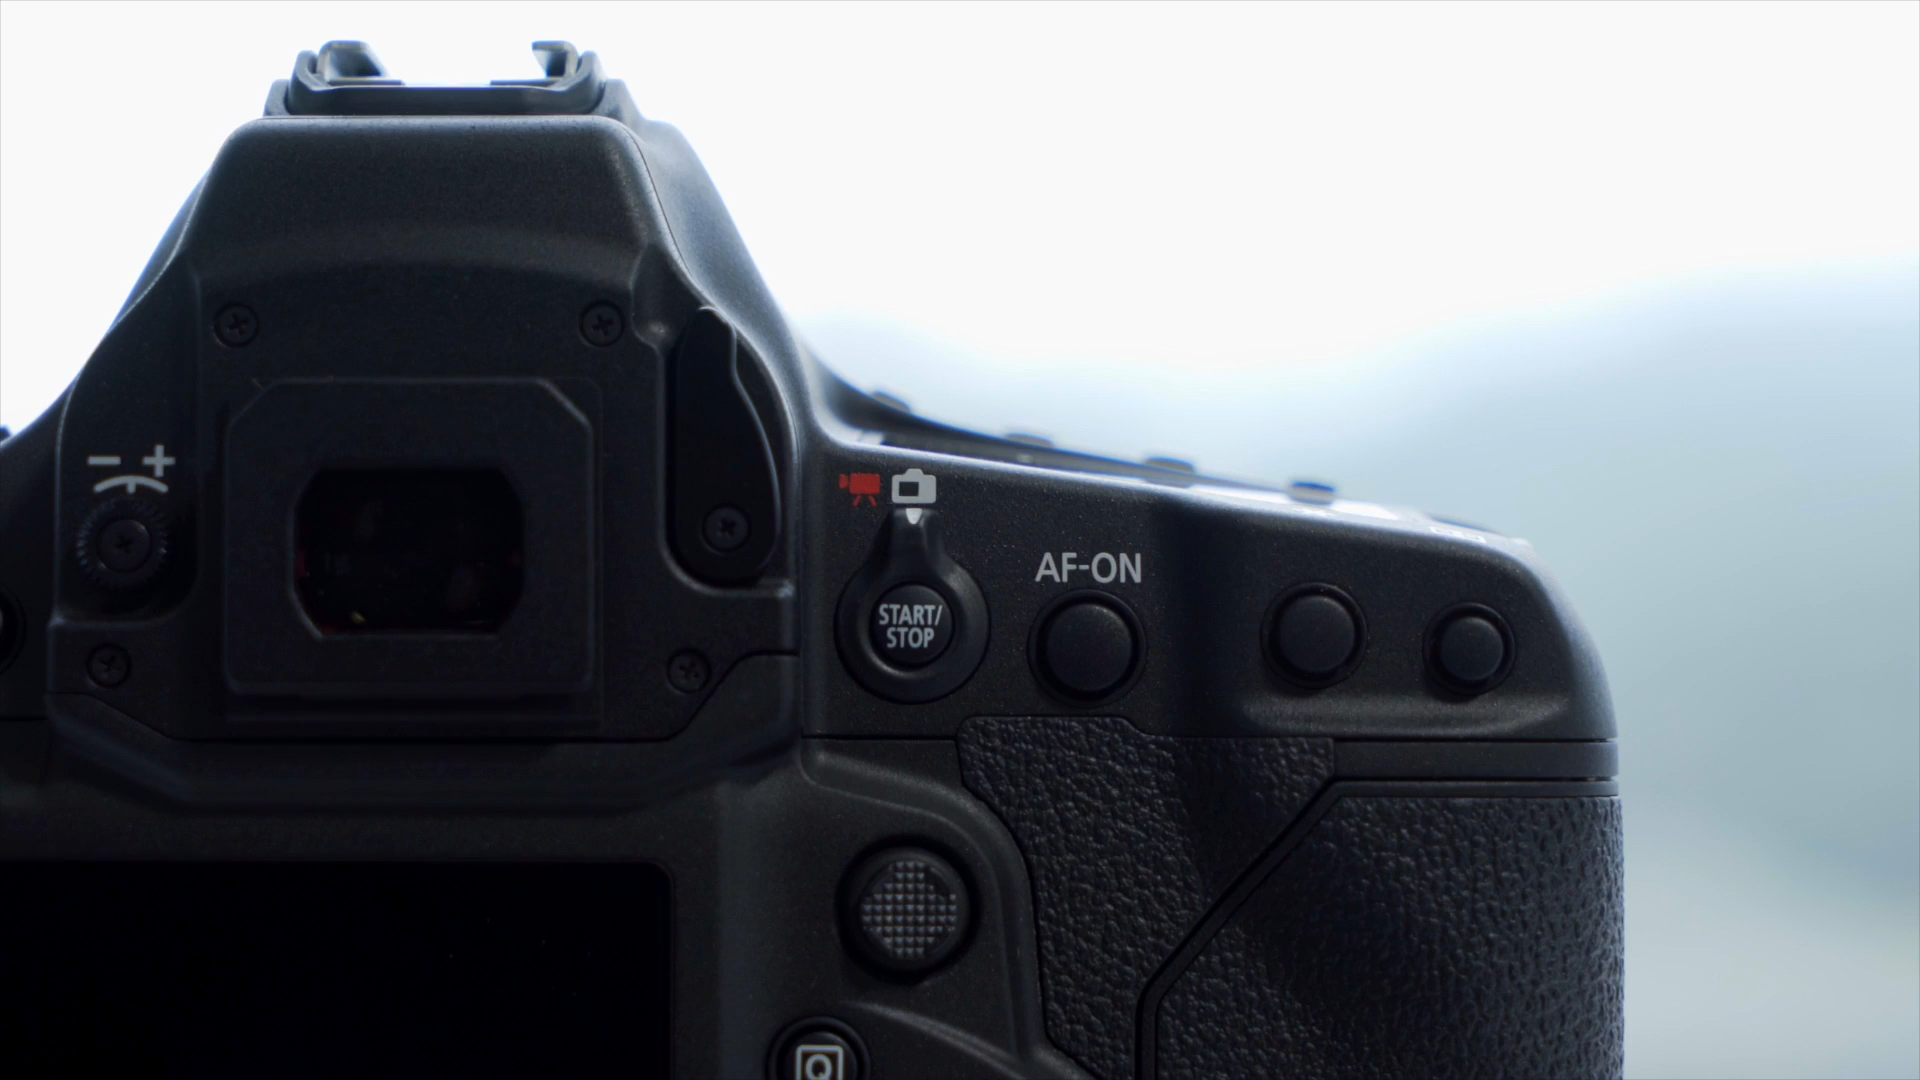 − +
AF-ON
START/
STOP
Q